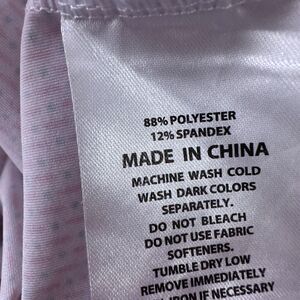 88% POLYESTER
12% SPANDEX
MADE IN CHINA
MACHINE WASH COLD
WASH DARK COLORS
SEPARATELY.
DO NOT BLEACH
DO NOT USE FABRIC
SOFTENERS.
TUMBLE DRY LOW
REMOVE IMMEDIATELY
IRON IF NECESSARY